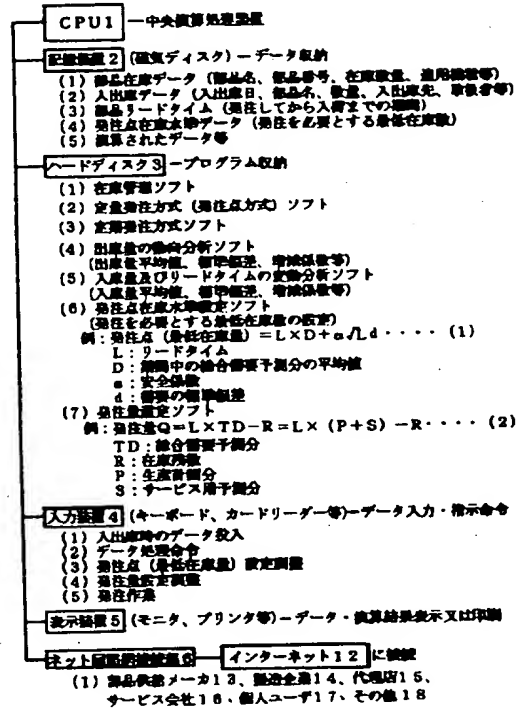 CPU1 ー中央演算処理装置
記憶装置2 (磁気ディスク)ーデータ収納
(1) 部品在庫データ (部品名、部品番号、在庫数量、適用機種等)
(2) 入出庫データ (入出庫日、部品名、数量、入出庫先、取扱者等)
(3) 部品リードタイム (発注してから入荷までの期間)
(4) 発注点在庫水準データ (発注を必要とする最低在庫数)
(5) 演算されたデータ等
ハードディスク3 ープログラム収納
(1) 在庫管理ソフト
(2) 定量発注方式 (発注点方式) ソフト
(3) 定期発注方式ソフト
(4) 出庫量の動向分析ソフト
(出庫量平均値、標準偏差、増減係数等)
(5) 入庫量及びリードタイムの変動分析ソフト
(入庫量平均値、標準偏差、増減係数等)
(6) 発注点在庫水準設定ソフト
(発注を必要とする最低在庫数の設定)
例:発注点 (最低在庫量) =L×D+α√Ld・・・・ (1)
L:リードタイム
D:期間中の総合需要予測分の平均値
α:安全係数
d:需要の標準偏差
(7) 発注量設定ソフト
例:発注量Q=L×TD-R=L× (P+S) -R・・・・ (2)
TD:総合需要予測分
R:在庫残数
P:生産計画分
S:サービス用予測分
入力装置4 (キーボード、カードリーダー等)ーデータ入力・指示命令
(1) 入出庫時のデータ投入
(2) データ処理命令
(3) 発注点 (最低在庫量) 設定調整
(4) 発注量設定調整
(5) 発注作業
表示装置5 (モニタ、プリンタ等)ーデータ・演算結果表示又は印刷
ネット回路網接続器6 インターネット12 に接続
(1) 部品供給メーカ13、製造企業14、代理店15、
サービス会社16、個人ユーザ17、その他18